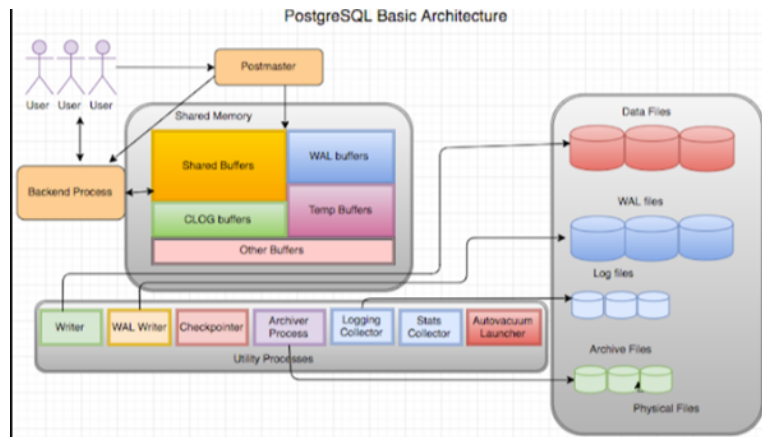 PostgreSQL Basic Architecture
Postmaster
User User User
Shared Memory
Data Files
Shared Buffers
WAL buffers
Backend Process
CLOG buffers
Temp Buffers
WAL files
Other Buffers
Log files
Writer
WAL Writer
Checkpointer
Archiver
Process
Logging
Collector
Stats
Collector
Autovacuum
Launcher
Utility Processes
Archive Files
Physical Files